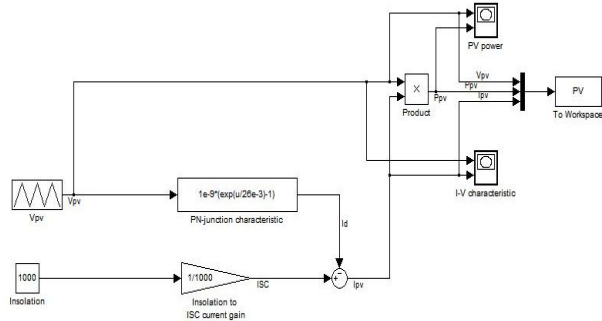 PV power
Vpv
Ppv
Ipv
X
Product
Ppv
PV
To Workspace
I-V characteristic
Vpv
Vpv
1e-9*(exp(u/26e-3)-1)
PN-junction characteristic
Id
1000
Insolation
1/1000
Insolation to
ISC current gain
ISC
Ipv